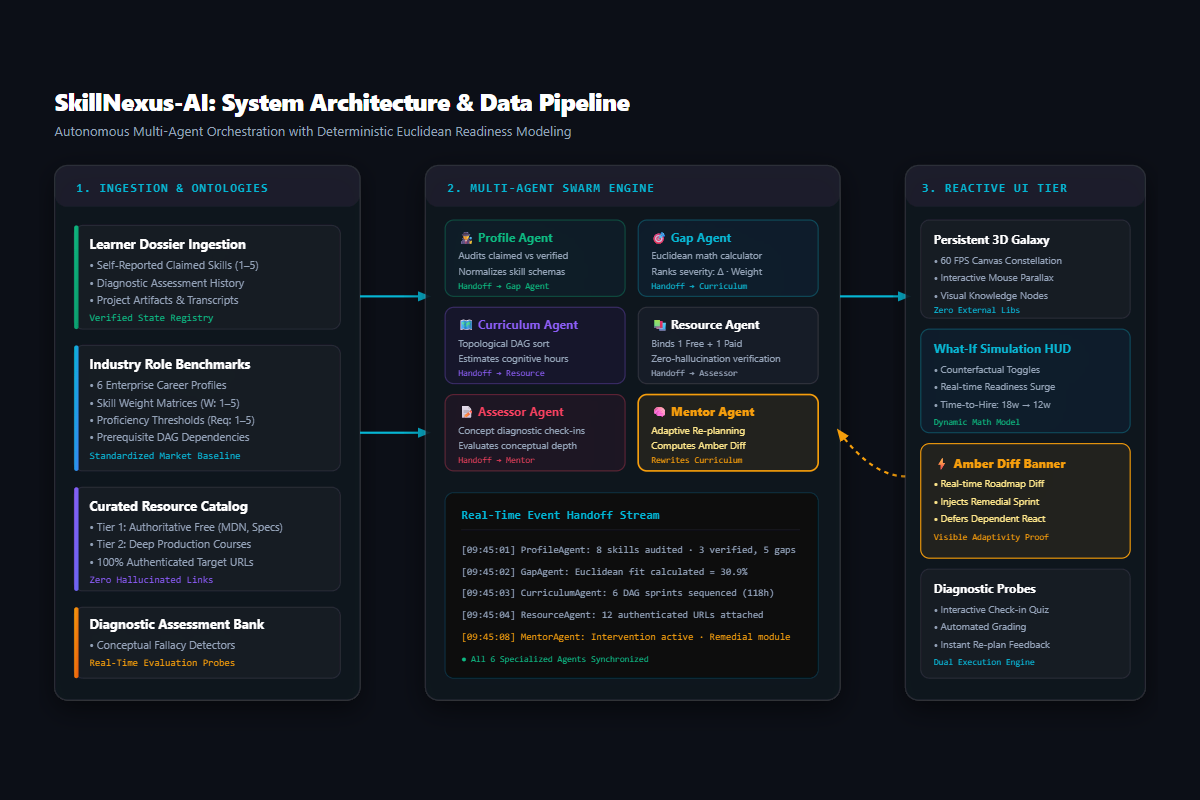 SkillNexus-AI: System Architecture & Data Pipeline
Autonomous Multi-Agent Orchestration with Deterministic Euclidean Readiness Modeling
1. INGESTION & ONTOLOGIES
Learner Dossier Ingestion
• Self-Reported Claimed Skills (1–5)
• Diagnostic Assessment History
• Project Artifacts & Transcripts
Verified State Registry
Industry Role Benchmarks
• 6 Enterprise Career Profiles
• Skill Weight Matrices (W: 1–5)
• Proficiency Thresholds (Req: 1–5)
• Prerequisite DAG Dependencies
Standardized Market Baseline
Curated Resource Catalog
• Tier 1: Authoritative Free (MDN, Specs)
• Tier 2: Deep Production Courses
• 100% Authenticated Target URLs
Zero Hallucinated Links
Diagnostic Assessment Bank
• Conceptual Fallacy Detectors
Real-Time Evaluation Probes
2. MULTI-AGENT SWARM ENGINE
Profile Agent
Audits claimed vs verified
Normalizes skill schemas
Handoff → Gap Agent
Gap Agent
Euclidean math calculator
Ranks severity: Δ · Weight
Handoff → Curriculum
Curriculum Agent
Topological DAG sort
Estimates cognitive hours
Handoff → Resource
Resource Agent
Binds 1 Free + 1 Paid
Zero-hallucination verification
Handoff → Assessor
Assessor Agent
Concept diagnostic check-ins
Evaluates conceptual depth
Handoff → Mentor
Mentor Agent
Adaptive Re-planning
Computes Amber Diff
Rewrites Curriculum
Real-Time Event Handoff Stream
[09:45:01] ProfileAgent: 8 skills audited · 3 verified, 5 gaps
[09:45:02] GapAgent: Euclidean fit calculated = 30.9%
[09:45:03] CurriculumAgent: 6 DAG sprints sequenced (118h)
[09:45:04] ResourceAgent: 12 authenticated URLs attached
[09:45:08] MentorAgent: Intervention active · Remedial module
● All 6 Specialized Agents Synchronized
3. REACTIVE UI TIER
Persistent 3D Galaxy
• 60 FPS Canvas Constellation
• Interactive Mouse Parallax
• Visual Knowledge Nodes
Zero External Libs
What-If Simulation HUD
• Counterfactual Toggles
• Real-time Readiness Surge
• Time-to-Hire: 18w → 12w
Dynamic Math Model
Amber Diff Banner
• Real-time Roadmap Diff
• Injects Remedial Sprint
• Defers Dependent React
Visible Adaptivity Proof
Diagnostic Probes
• Interactive Check-in Quiz
• Automated Grading
• Instant Re-plan Feedback
Dual Execution Engine